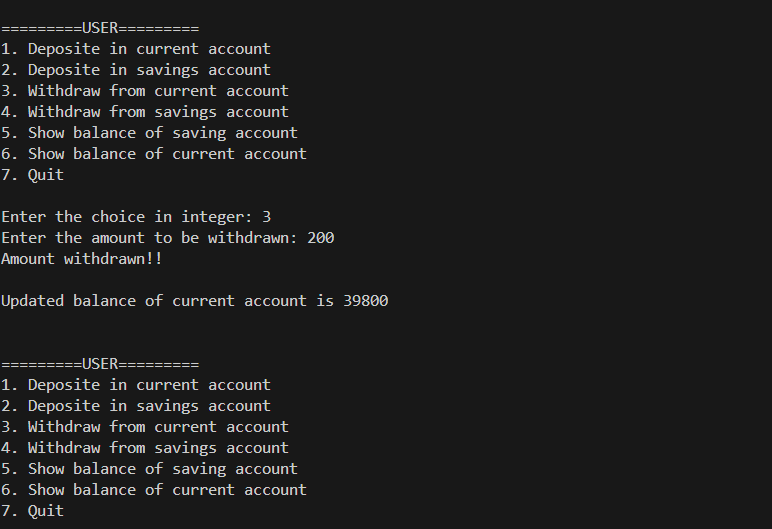 =========USER=========
1. Deposite in current account
2. Deposite in savings account
3. Withdraw from current account
4. Withdraw from savings account
5. Show balance of saving account
6. Show balance of current account
7. Quit
Enter the choice in integer: 3
Enter the amount to be withdrawn: 200
Amount withdrawn!!
Updated balance of current account is 39800
=========USER=========
1. Deposite in current account
2. Deposite in savings account
3. Withdraw from current account
4. Withdraw from savings account
5. Show balance of saving account
6. Show balance of current account
7. Quit